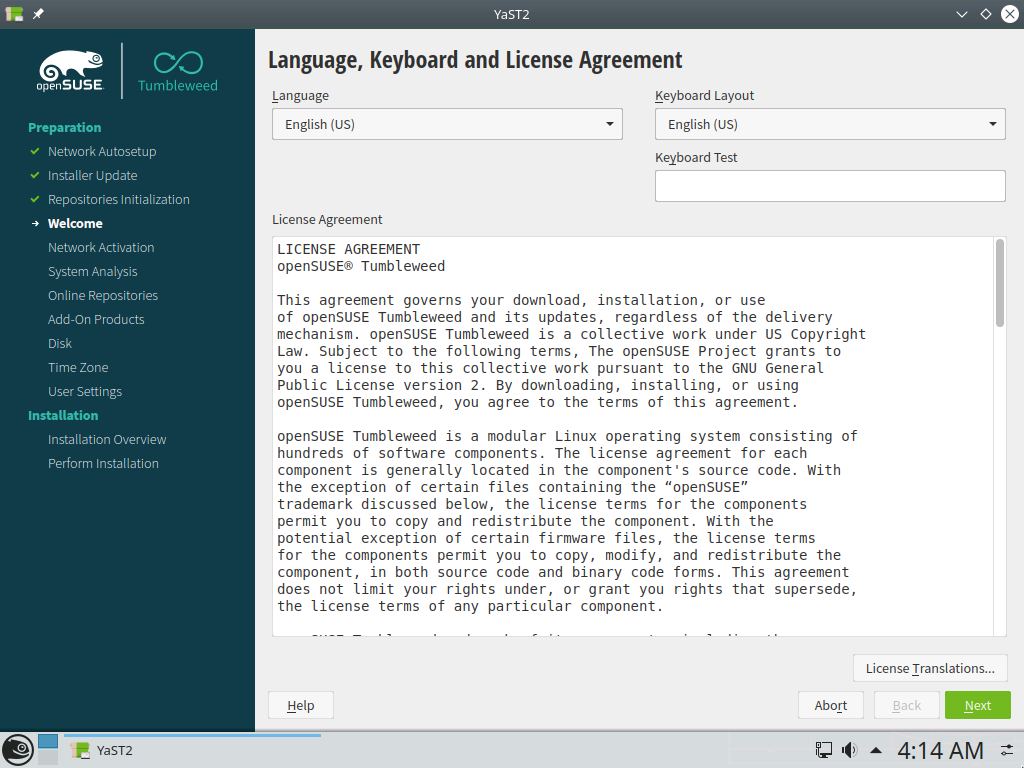 YaST2
openSUSE
Tumbleweed
Preparation
Network Autosetup
Installer Update
Repositories Initialization
Welcome
Network Activation
System Analysis
Online Repositories
Add-On Products
Disk
Time Zone
User Settings
Installation
Installation Overview
Perform Installation
Language, Keyboard and License Agreement
Language
Keyboard Layout
English (US)
English (US)
Keyboard Test
License Agreement
LICENSE AGREEMENT
openSUSE® Tumbleweed
This agreement governs your download, installation, or use
of openSUSE Tumbleweed and its updates, regardless of the delivery
mechanism. openSUSE Tumbleweed is a collective work under US Copyright
Law. Subject to the following terms, The openSUSE Project grants to
you a license to this collective work pursuant to the GNU General
Public License version 2. By downloading, installing, or using
openSUSE Tumbleweed, you agree to the terms of this agreement.
openSUSE Tumbleweed is a modular Linux operating system consisting of
hundreds of software components. The license agreement for each
component is generally located in the component's source code. With
the exception of certain files containing the “openSUSE”
trademark discussed below, the license terms for the components
permit you to copy and redistribute the component. With the
potential exception of certain firmware files, the license terms
for the components permit you to copy, modify, and redistribute the
component, in both source code and binary code forms. This agreement
does not limit your rights under, or grant you rights that supersede,
the license terms of any particular component.
License Translations...
Help
Abort
Back
Next
YaST2
4:14 AM